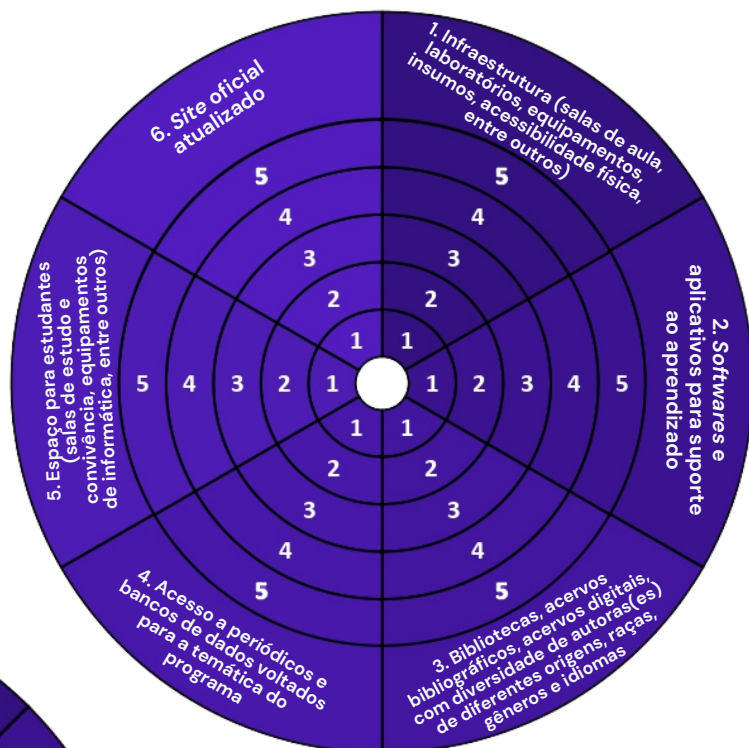 1. Infraestrutura (salas de aula,
laboratórios, equipamentos,
insumos, acessibilidade física,
entre outros)
5
4
3
2
1
2. Softwares e
aplicativos para suporte
ao aprendizado
1 2 3 4 5
3. Bibliotecas, acervos
bibliográficos, acervos digitais,
com diversidade de autoras(es)
de diferentes origens, raças,
gêneros e idiomas
1
2
3
4
5
4. Acesso a periódicos e
bancos de dados voltados
para a temática do
programa
1
2
3
4
5
5. Espaço para estudantes
(salas de estudo e
convivência, equipamentos
de informática, entre outros)
5 4 3 2 1
6. Site oficial
atualizado
5
4
3
2
1